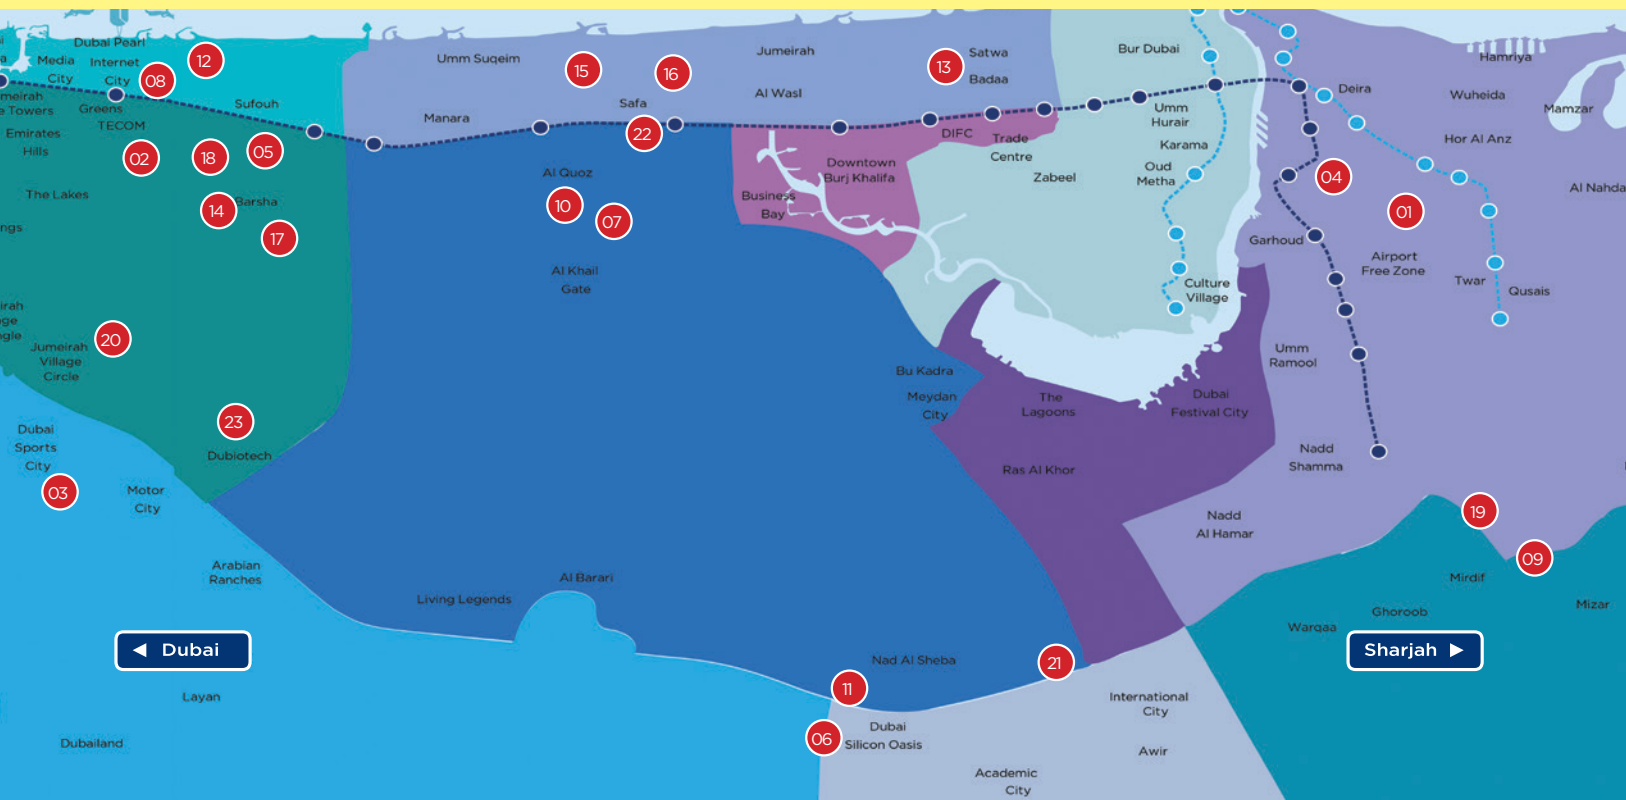 Dubai Pearl
Media
City
Internet
City
08
12
Greens
TECOM
Sufouh
Emirates
Hills
02
18
05
The Lakes
14
Barsha
17
20
Jumeirah
Village
Circle
23
Dubiotech
Dubai
Sports
City
03
Motor
City
Arabian
Ranches
◀ Dubai
Layan
Dubailand
Umm Suqeim
15
16
Jumeirah
Al Wasl
Safa
Manara
22
Al Quoz
10
07
Al Khail
Gate
13
Satwa
Badaa
DIFC
Trade
Centre
Downtown
Burj Khalifa
Business
Bay
Zabeel
Bur Dubai
Umm
Hurair
Karama
Oud
Metha
Culture
Village
Bu Kadra
Meydan
City
The
Lagoons
Dubai
Festival City
Ras Al Khor
Living Legends
Al Barari
Nad Al Sheba
21
11
06
Dubai
Silicon Oasis
Academic
City
International
City
Awir
Hamriya
Deira
Wuheida
Mamzar
Hor Al Anz
Al Nahda
04
01
Garhoud
Airport
Free Zone
Twar
Qusais
Umm
Ramool
Nadd
Shamma
Nadd
Al Hamar
19
09
Mirdif
Ghoroob
Mizar
Warqaa
Sharjah ▶